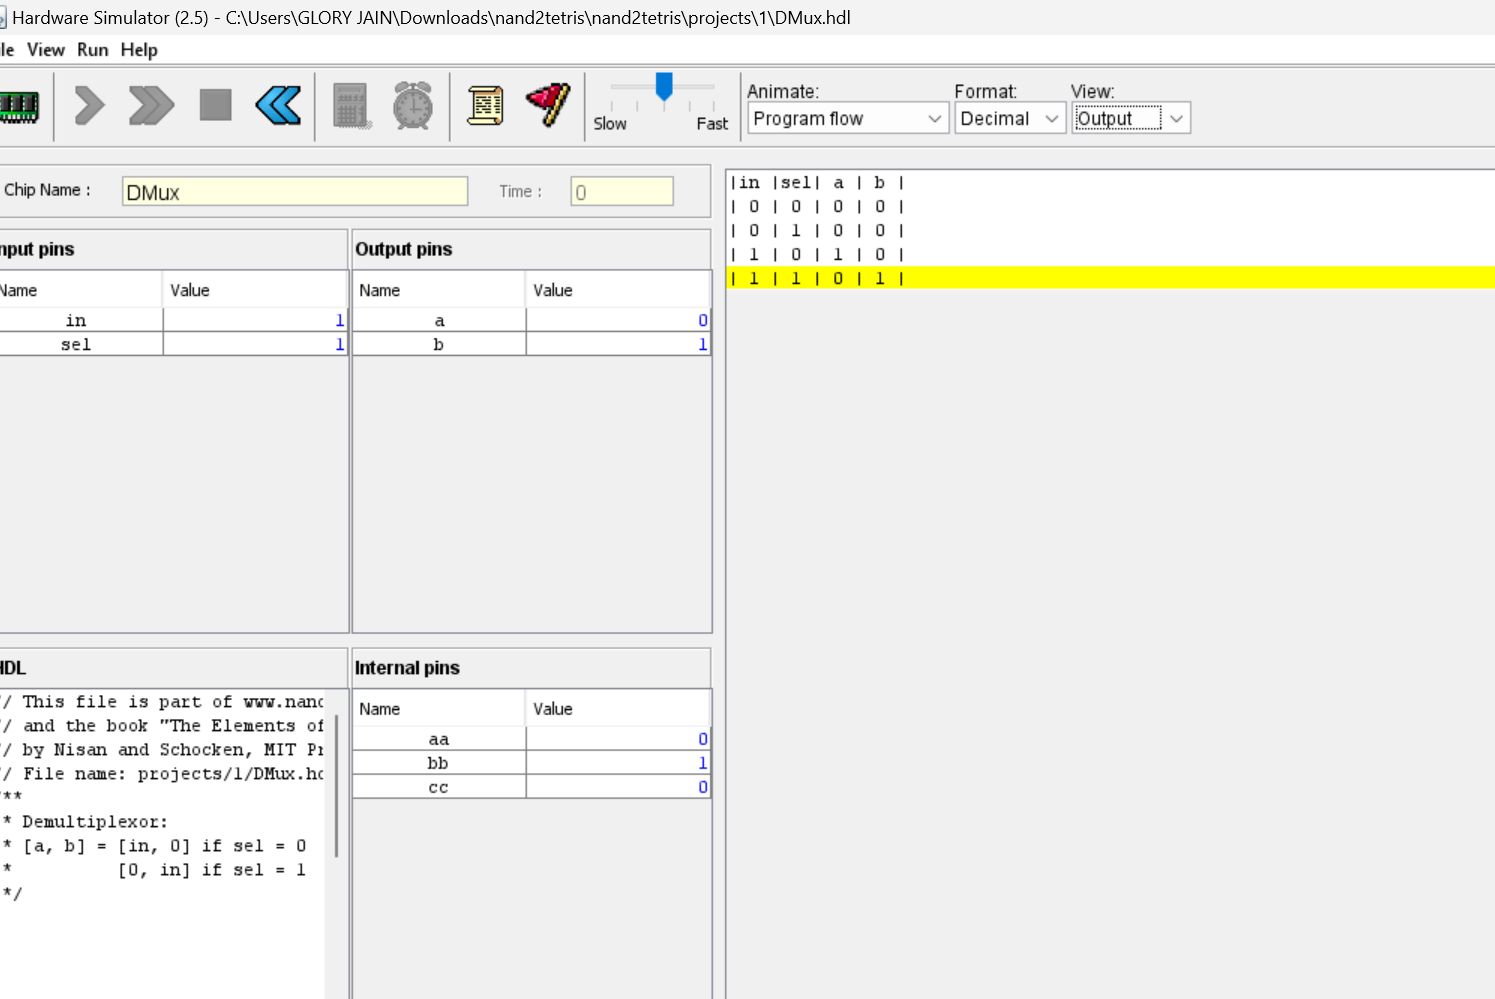 Hardware Simulator (2.5) - C:\Users\GLORY JAIN\Downloads\nand2tetris\nand2tetris\projects\1\DMux.hdl
le View Run Help
Slow Fast
Animate: Format: View:
Program flow Decimal Output
Chip Name : DMux Time : 0
nput pins
Name Value
in 1
sel 1
Output pins
Name Value
a 0
b 1
HDL
/ This file is part of www.nand
/ and the book "The Elements of
/ by Nisan and Schocken, MIT Pr
/ File name: projects/1/DMux.hd
**
* Demultiplexor:
* [a, b] = [in, 0] if sel = 0
* [0, in] if sel = 1
*/
Internal pins
Name Value
aa 0
bb 1
cc 0
|in |sel| a | b |
| 0 | 0 | 0 | 0 |
| 0 | 1 | 0 | 0 |
| 1 | 0 | 1 | 0 |
| 1 | 1 | 0 | 1 |